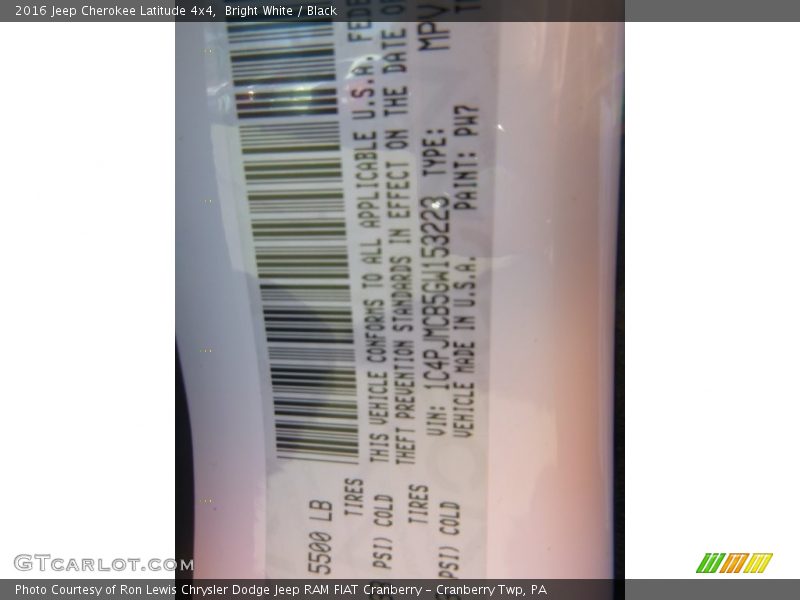 2016 Jeep Cherokee Latitude 4x4,  Bright White / Black
5500 LB
TIRES
PSI) COLD
TIRES
PSI) COLD
THIS VEHICLE CONFORMS TO ALL APPLICABLE U.S.A. FEDE
THEFT PREVENTION STANDARDS IN EFFECT ON THE DATE O
VIN: 1C4PJMCB5GW153223 TYPE: MPV
VEHICLE MADE IN U.S.A. PAINT: PW7
GTCARLOT.COM
Photo Courtesy of Ron Lewis Chrysler Dodge Jeep RAM FIAT Cranberry – Cranberry Twp, PA